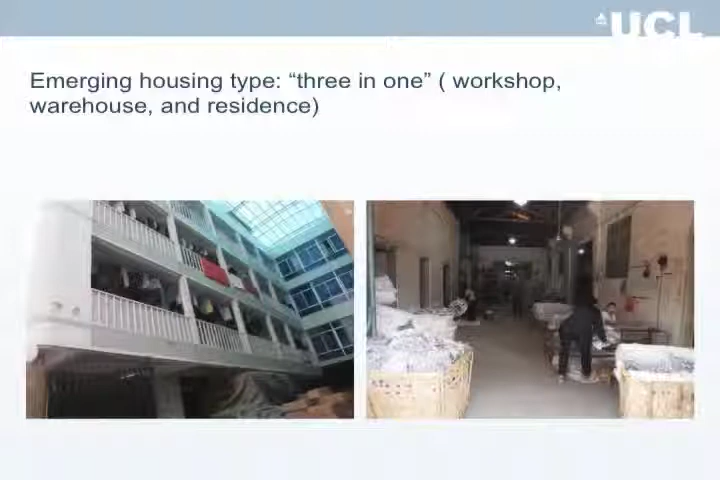 UCL
Emerging housing type: “three in one” ( workshop,
warehouse, and residence)